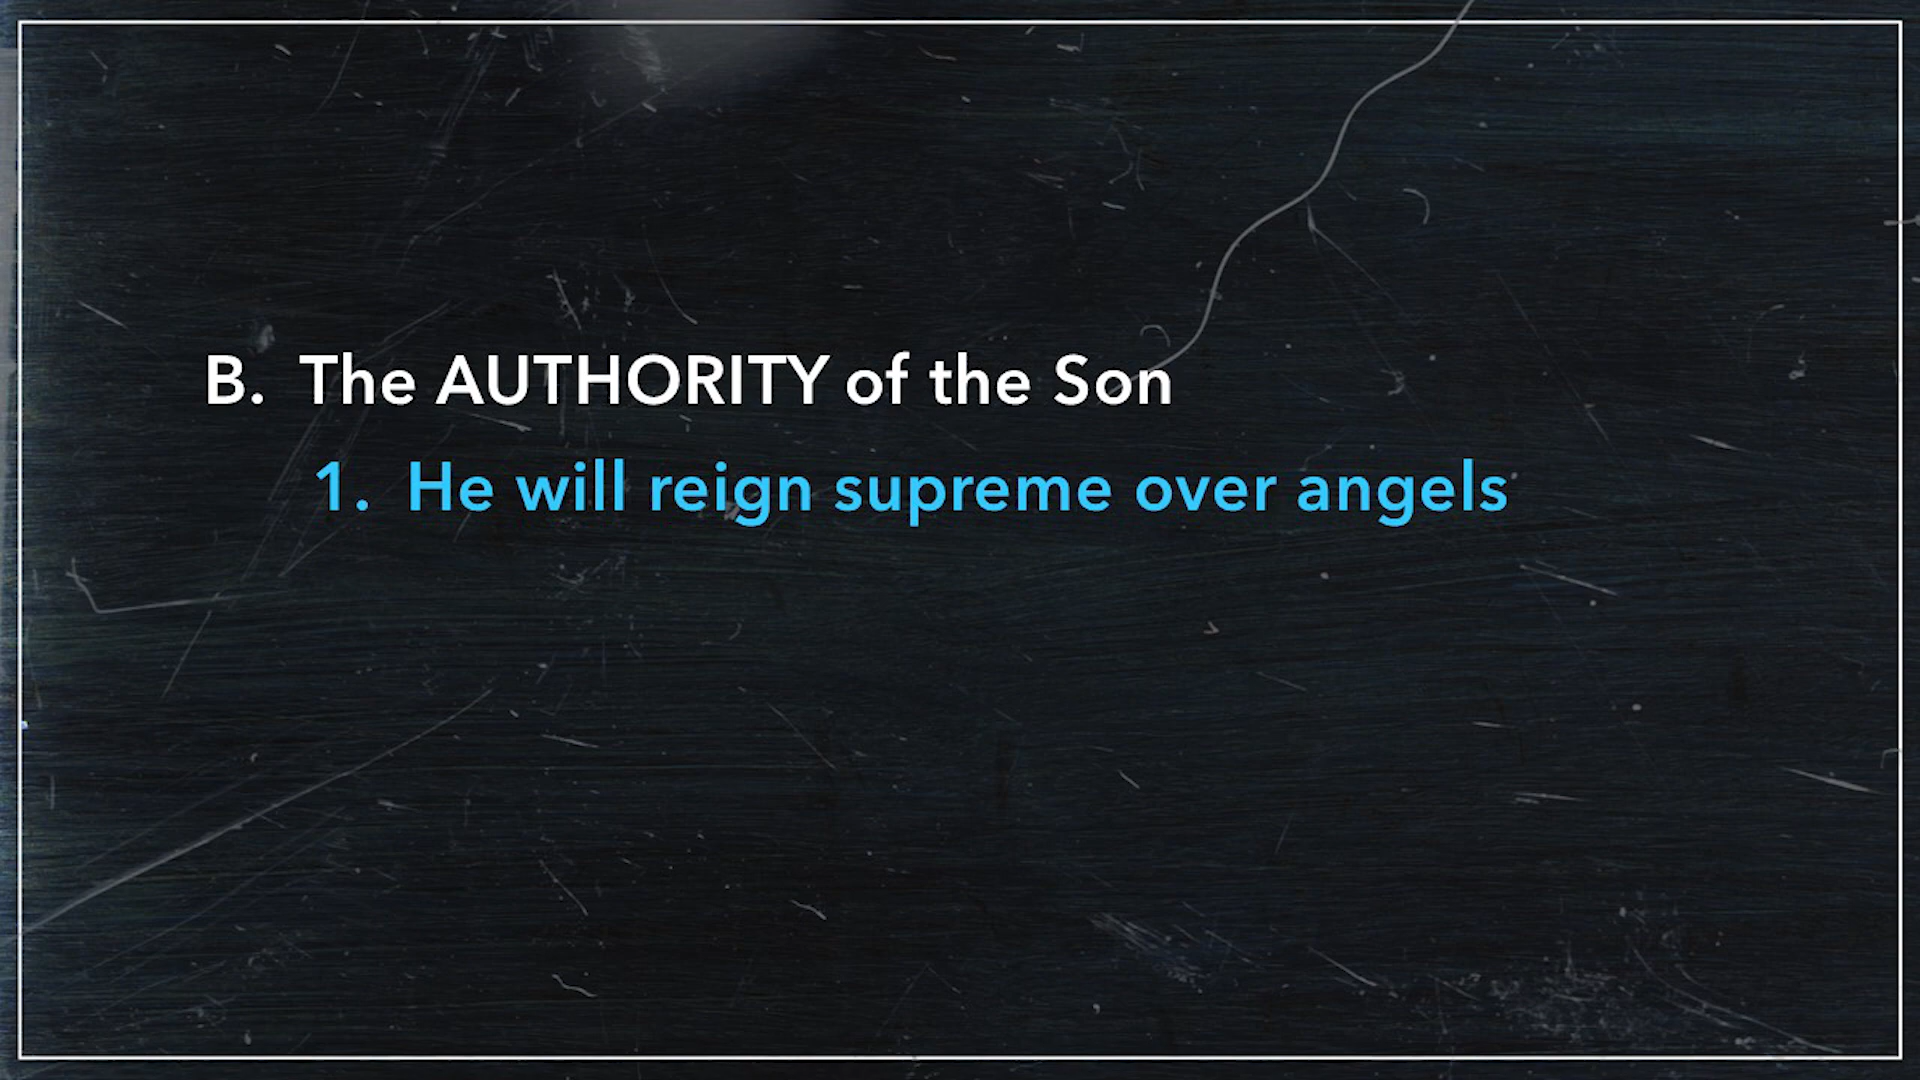 B. The AUTHORITY of the Son
1. He will reign supreme over angels